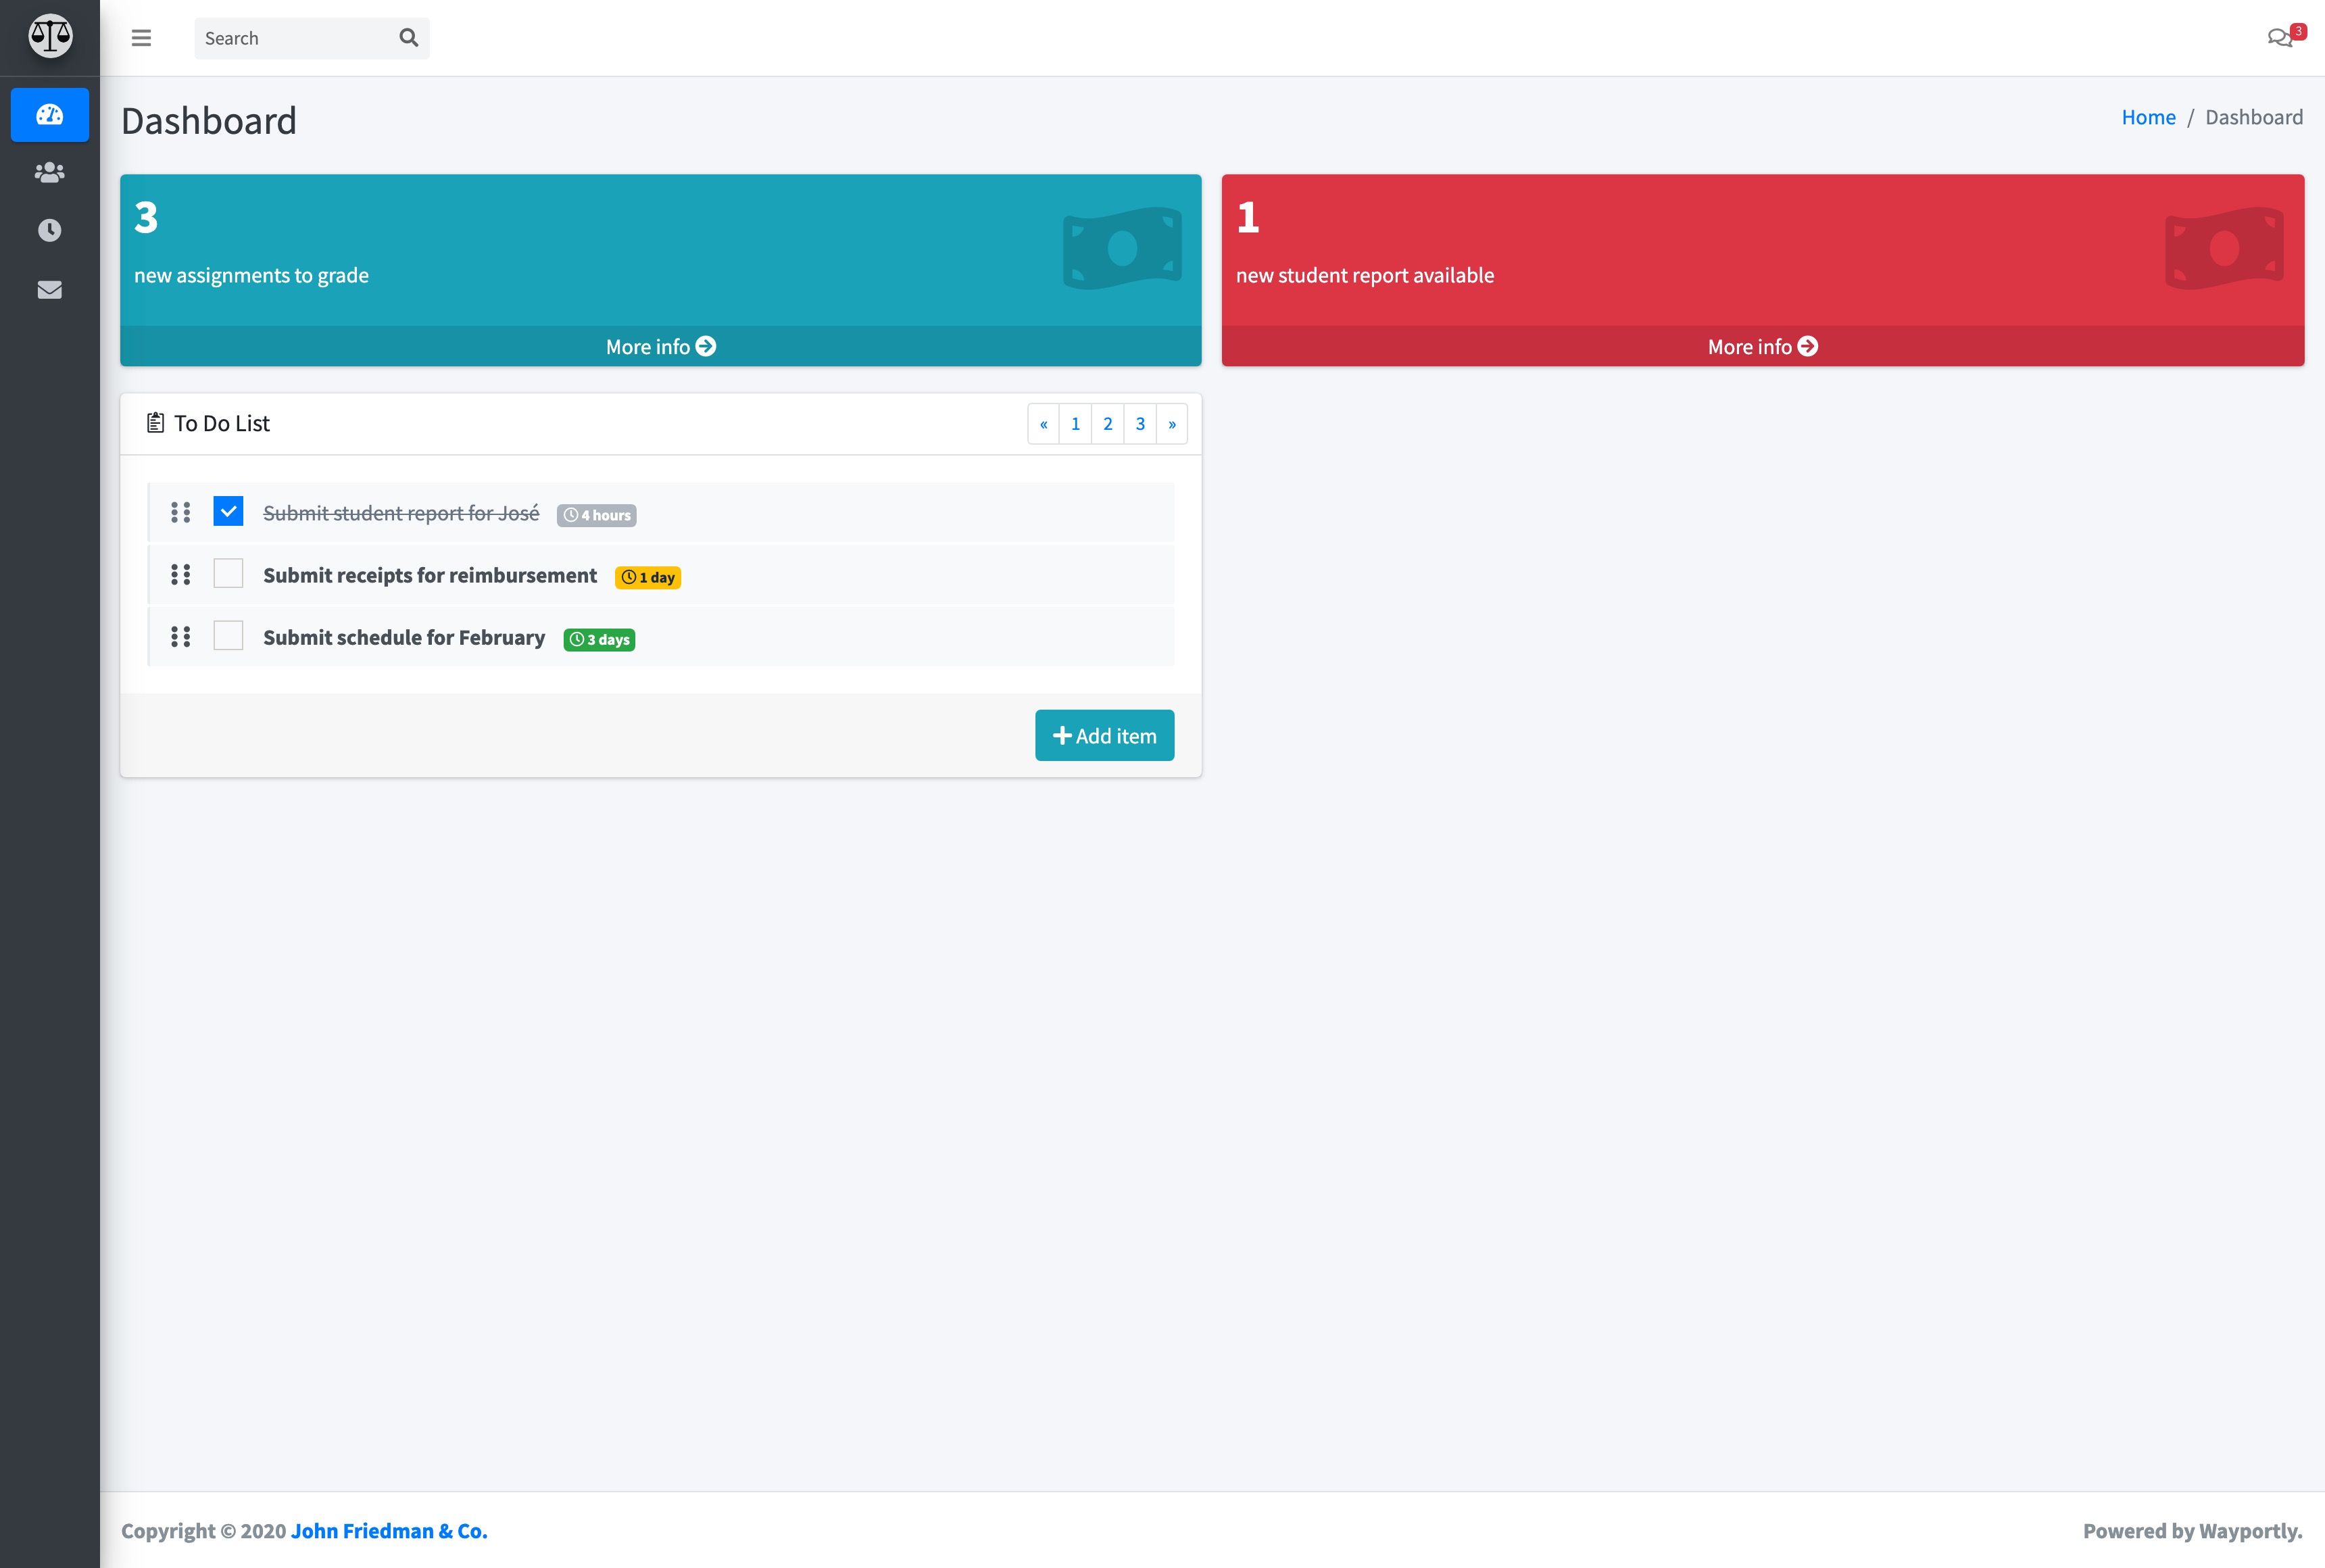 Search
3
Dashboard
Home / Dashboard
3
new assignments to grade
More info
1
new student report available
More info
To Do List
« 1 2 3 »
Submit student report for José 4 hours
Submit receipts for reimbursement 1 day
Submit schedule for February 3 days
Add item
Copyright © 2020 John Friedman & Co.
Powered by Wayportly.